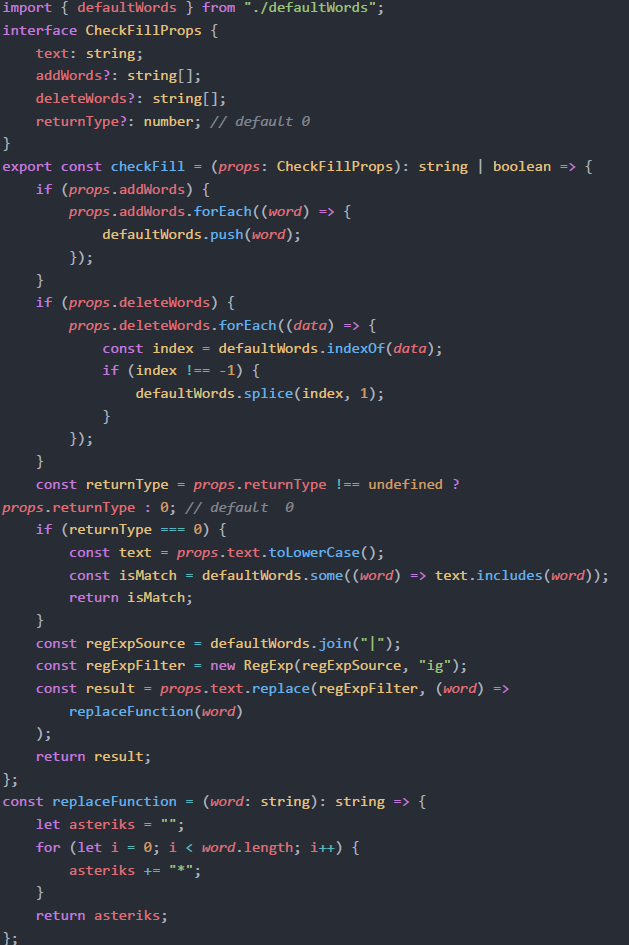 import { defaultWords } from "./defaultWords";
interface CheckFillProps {
    text: string;
    addWords?: string[];
    deleteWords?: string[];
    returnType?: number; // default 0
}
export const checkFill = (props: CheckFillProps): string | boolean => {
    if (props.addWords) {
        props.addWords.forEach((word) => {
            defaultWords.push(word);
        });
    }
    if (props.deleteWords) {
        props.deleteWords.forEach((data) => {
            const index = defaultWords.indexOf(data);
            if (index !== -1) {
                defaultWords.splice(index, 1);
            }
        });
    }
    const returnType = props.returnType !== undefined ?
props.returnType : 0; // default  0
    if (returnType === 0) {
        const text = props.text.toLowerCase();
        const isMatch = defaultWords.some((word) => text.includes(word));
        return isMatch;
    }
    const regExpSource = defaultWords.join("|");
    const regExpFilter = new RegExp(regExpSource, "ig");
    const result = props.text.replace(regExpFilter, (word) =>
        replaceFunction(word)
    );
    return result;
};
const replaceFunction = (word: string): string => {
    let asteriks = "";
    for (let i = 0; i < word.length; i++) {
        asteriks += "*";
    }
    return asteriks;
};